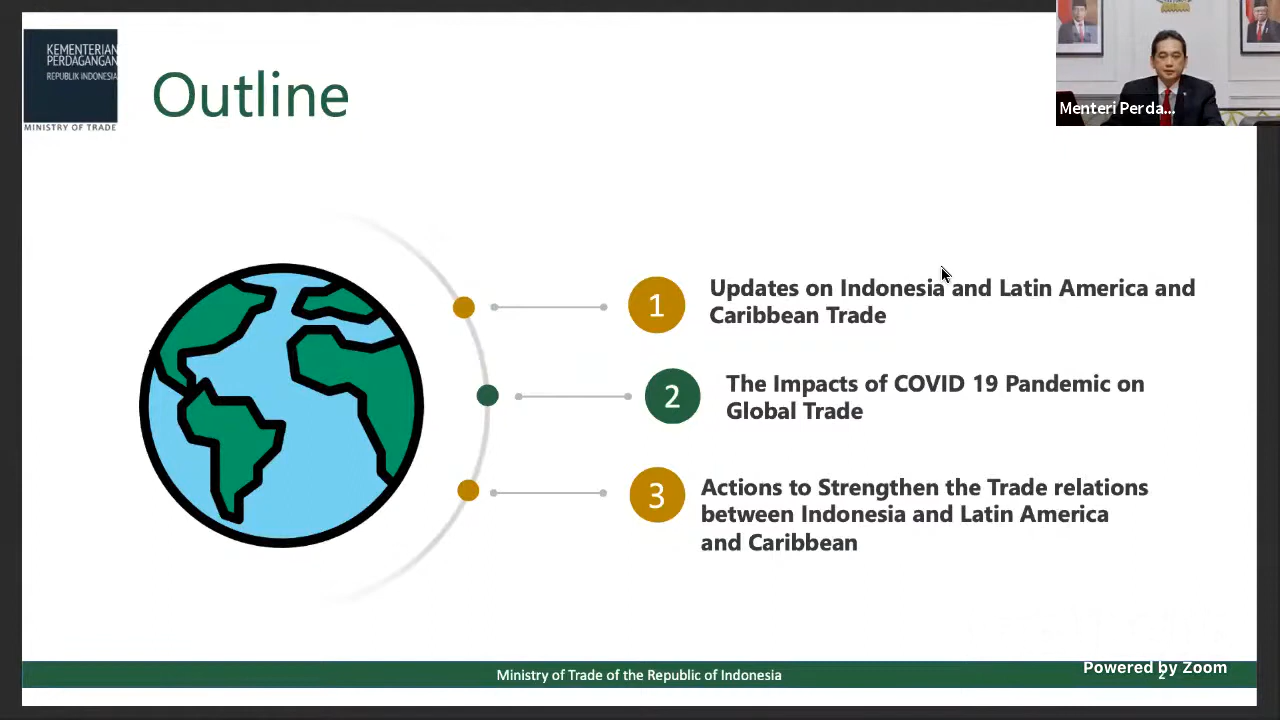 KEMENTERIAN
PERDAGANGAN
REPUBLIK INDONESIA
MINISTRY OF TRADE
Outline
Menteri Perda...
1
Updates on Indonesia and Latin America and
Caribbean Trade
2
The Impacts of COVID 19 Pandemic on
Global Trade
3
Actions to Strengthen the Trade relations
between Indonesia and Latin America
and Caribbean
Ministry of Trade of the Republic of Indonesia
Powered by Zoom
2